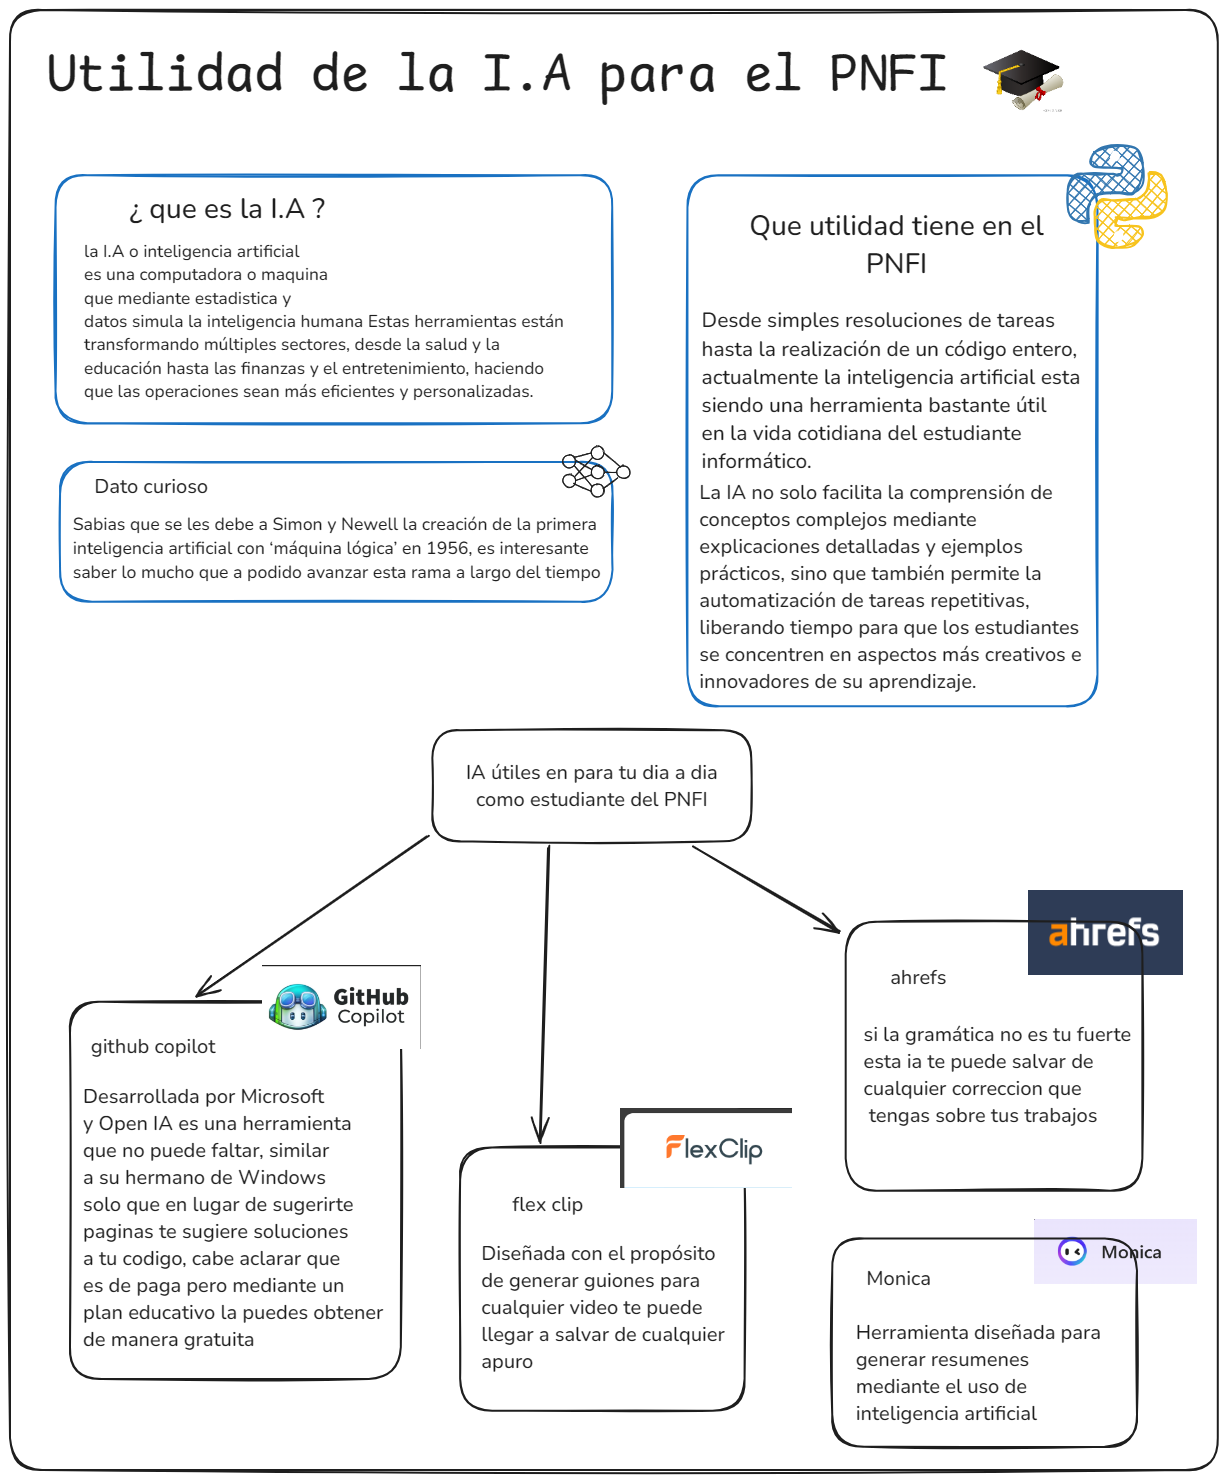 Utilidad de la I.A para el PNFI
¿ que es la I.A ?
la I.A o inteligencia artificial
es una computadora o maquina
que mediante estadistica y
datos simula la inteligencia humana Estas herramientas están
transformando múltiples sectores, desde la salud y la
educación hasta las finanzas y el entretenimiento, haciendo
que las operaciones sean más eficientes y personalizadas.
Dato curioso
Sabias que se les debe a Simon y Newell la creación de la primera
inteligencia artificial con ‘máquina lógica’ en 1956, es interesante
saber lo mucho que a podido avanzar esta rama a largo del tiempo
Que utilidad tiene en el
PNFI
Desde simples resoluciones de tareas
hasta la realización de un código entero,
actualmente la inteligencia artificial esta
siendo una herramienta bastante útil
en la vida cotidiana del estudiante
informático.
La IA no solo facilita la comprensión de
conceptos complejos mediante
explicaciones detalladas y ejemplos
prácticos, sino que también permite la
automatización de tareas repetitivas,
liberando tiempo para que los estudiantes
se concentren en aspectos más creativos e
innovadores de su aprendizaje.
IA útiles en para tu dia a dia
como estudiante del PNFI
GitHub
Copilot
github copilot
Desarrollada por Microsoft
y Open IA es una herramienta
que no puede faltar, similar
a su hermano de Windows
solo que en lugar de sugerirte
paginas te sugiere soluciones
a tu codigo, cabe aclarar que
es de paga pero mediante un
plan educativo la puedes obtener
de manera gratuita
FlexClip
flex clip
Diseñada con el propósito
de generar guiones para
cualquier video te puede
llegar a salvar de cualquier
apuro
ahrefs
ahrefs
si la gramática no es tu fuerte
esta ia te puede salvar de
cualquier correccion que
tengas sobre tus trabajos
Monica
Monica
Herramienta diseñada para
generar resumenes
mediante el uso de
inteligencia artificial